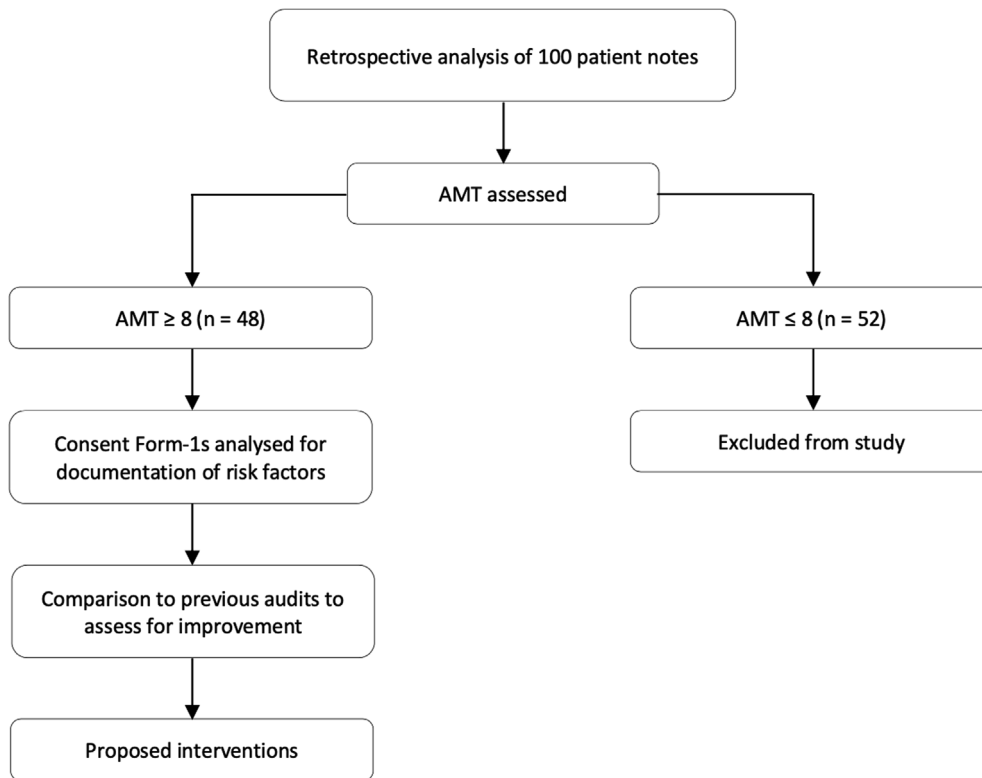 Retrospective analysis of 100 patient notes
AMT assessed
AMT ≥ 8 (n = 48)
AMT ≤ 8 (n = 52)
Consent Form-1s analysed for
documentation of risk factors
Excluded from study
Comparison to previous audits to
assess for improvement
Proposed interventions